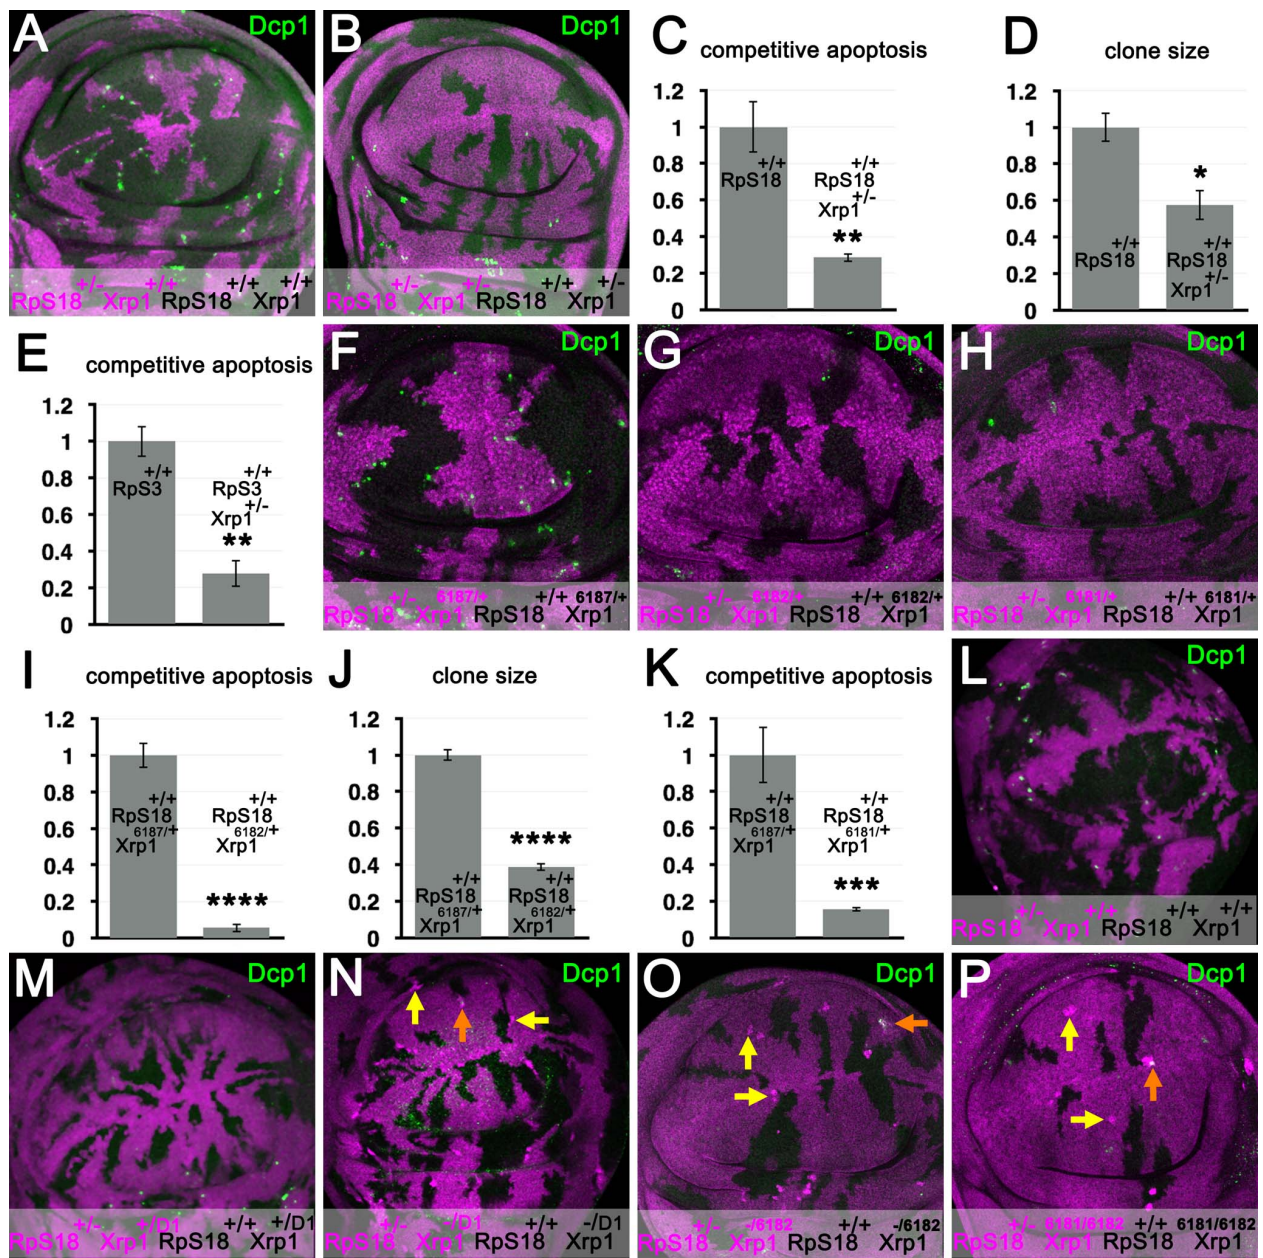 A
Dcp1
+/- +/+ +/+ +/+
RpS18 Xrp1 RpS18 Xrp1
B
Dcp1
+/- +/- +/+ +/-
RpS18 Xrp1 RpS18 Xrp1
C
competitive apoptosis
1.2
1
0.8
0.6
0.4
0.2
0
+/+
RpS18
+/+
RpS18
+/-
Xrp1
**
D
clone size
1.2
1
0.8
0.6
0.4
0.2
0
+/+
RpS18
*
+/+
RpS18
+/-
Xrp1
E
competitive apoptosis
1.2
1
0.8
0.6
0.4
0.2
0
+/+
RpS3
+/+
RpS3
+/-
Xrp1
**
F
Dcp1
+/- 6187/+ +/+ 6187/+
RpS18 Xrp1 RpS18 Xrp1
G
Dcp1
+/- 6182/+ +/+ 6182/+
RpS18 Xrp1 RpS18 Xrp1
H
Dcp1
+/- 6181/+ +/+ 6181/+
RpS18 Xrp1 RpS18 Xrp1
I
competitive apoptosis
1.2
1
0.8
0.6
0.4
0.2
0
+/+
RpS18
6187/+
Xrp1
+/+
RpS18
6182/+
Xrp1
****
J
clone size
1.2
1
0.8
0.6
0.4
0.2
0
+/+
RpS18
6187/+
Xrp1
****
+/+
RpS18
6182/+
Xrp1
K
competitive apoptosis
1.2
1
0.8
0.6
0.4
0.2
0
+/+
RpS18
6187/+
Xrp1
+/+
RpS18
6181/+
Xrp1
***
L
Dcp1
+/- +/+ +/+ +/+
RpS18 Xrp1 RpS18 Xrp1
M
Dcp1
+/- +/D1 +/+ +/D1
RpS18 Xrp1 RpS18 Xrp1
N
Dcp1
+/- -/D1 +/+ -/D1
RpS18 Xrp1 RpS18 Xrp1
O
Dcp1
+/- -/6182 +/+ -/6182
RpS18 Xrp1 RpS18 Xrp1
P
Dcp1
+/- 6181/6182 +/+ 6181/6182
RpS18 Xrp1 RpS18 Xrp1